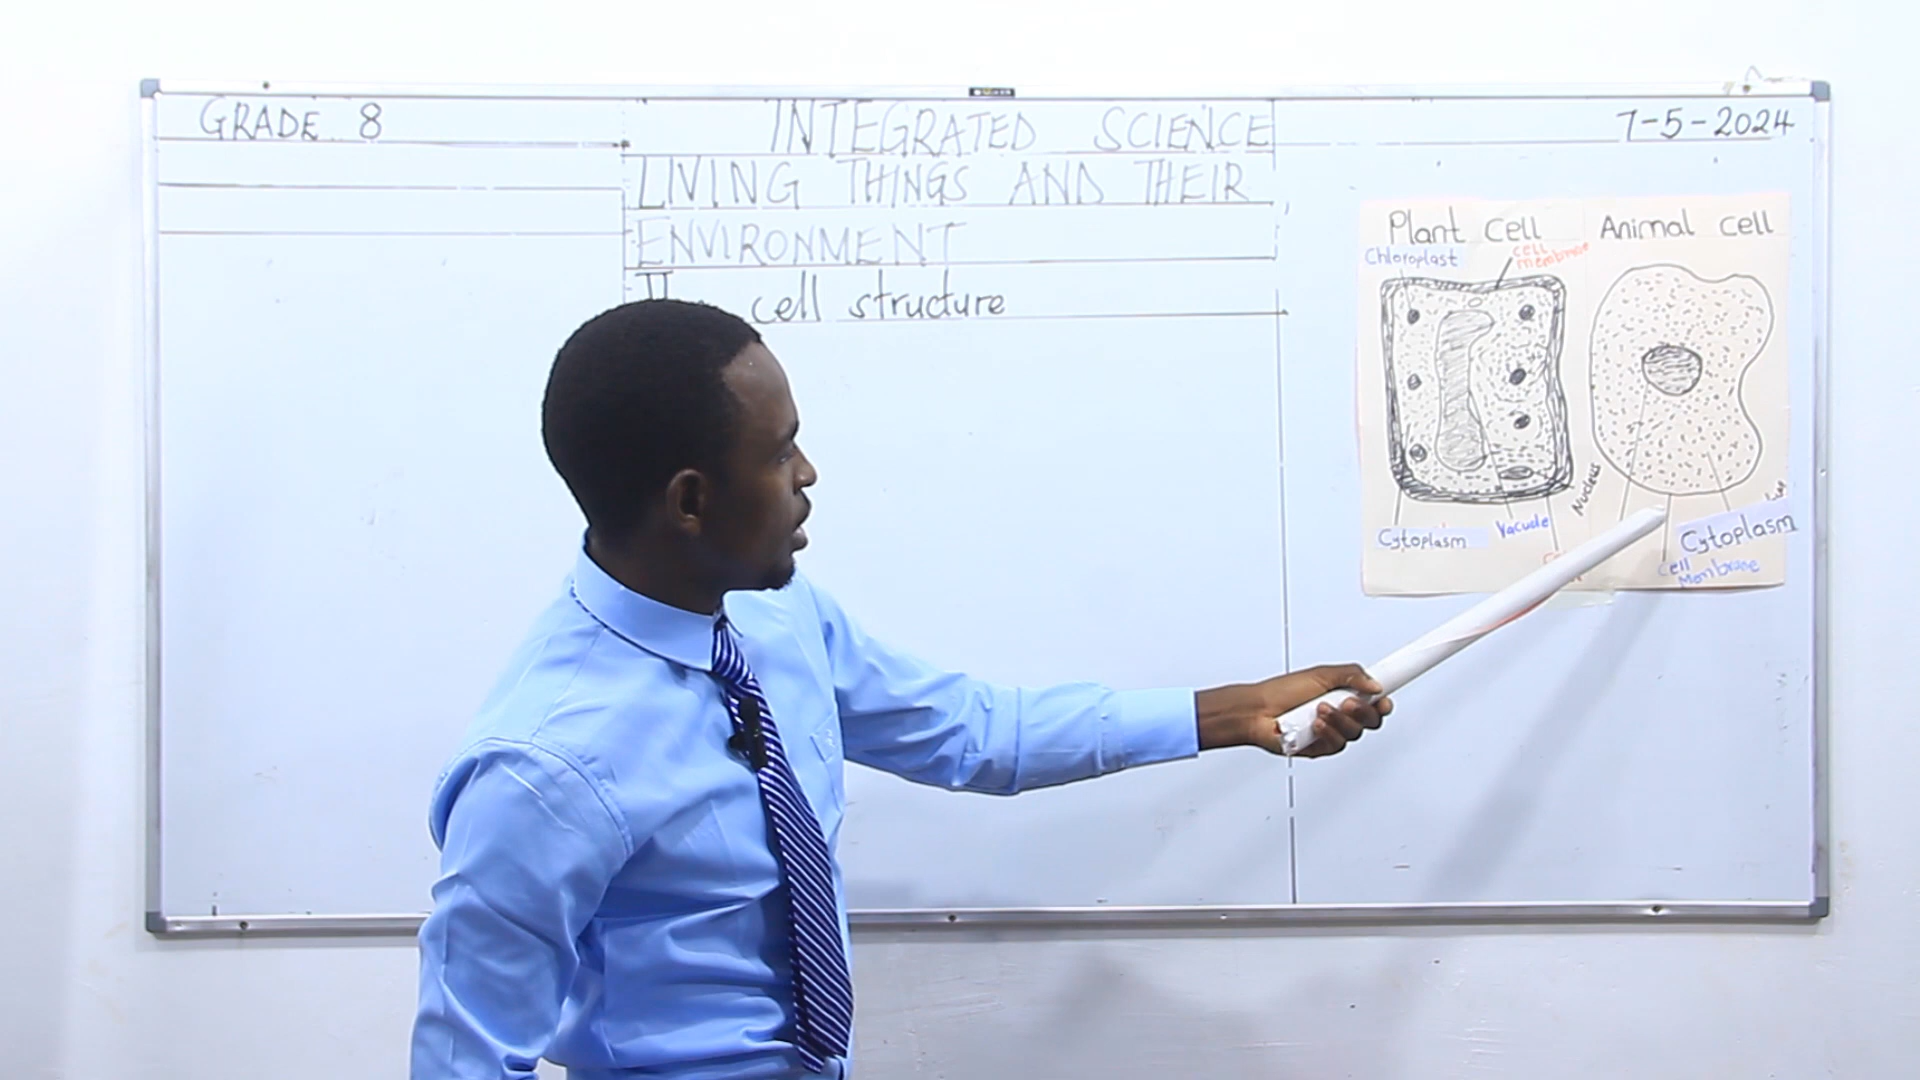 GRADE 8
INTEGRATED SCIENCE
7-5-2024
LIVING THINGS AND THEIR
ENVIRONMENT
cell structure
Plant cell
Animal cell
Chloroplast
cell
membrane
Nucleus
Cytoplasm
Vacuole
Cytoplasm
cell
Membrane